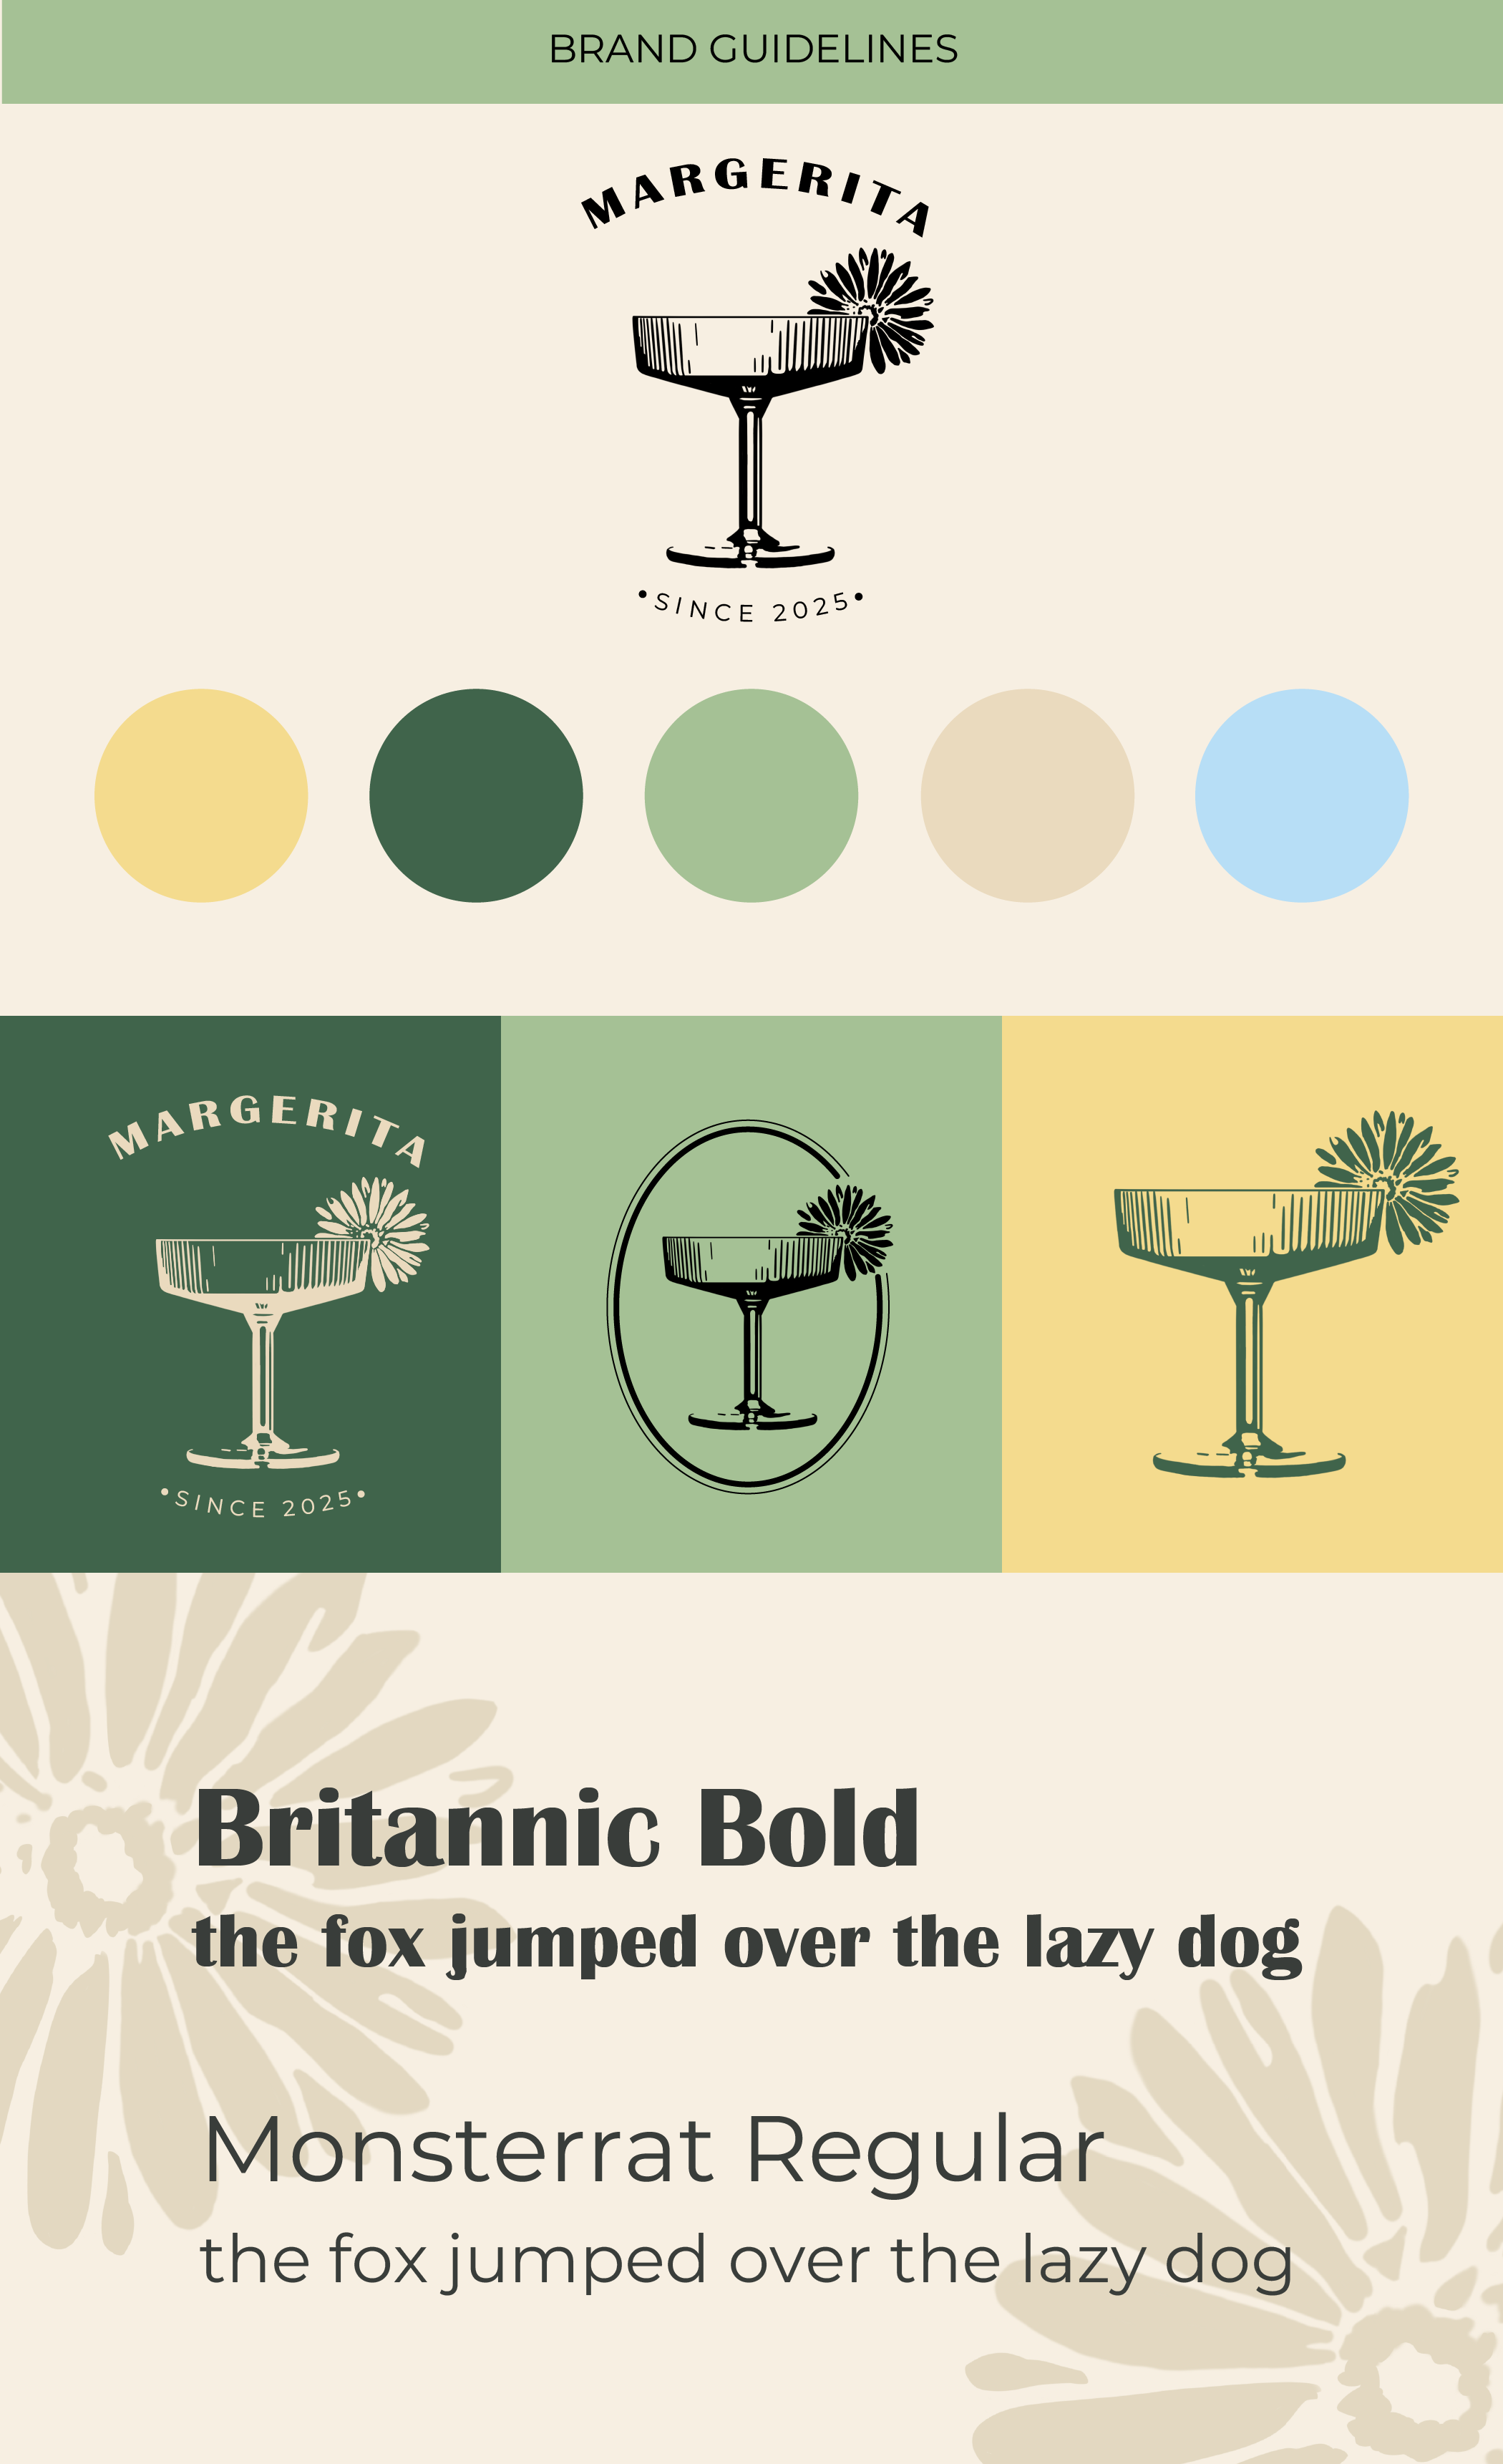 BRAND GUIDELINES
MARGERITA
•SINCE 2025•
MARGERITA
•SINCE 2025•
Britannic Bold
the fox jumped over the lazy dog
Monsterrat Regular
the fox jumped over the lazy dog